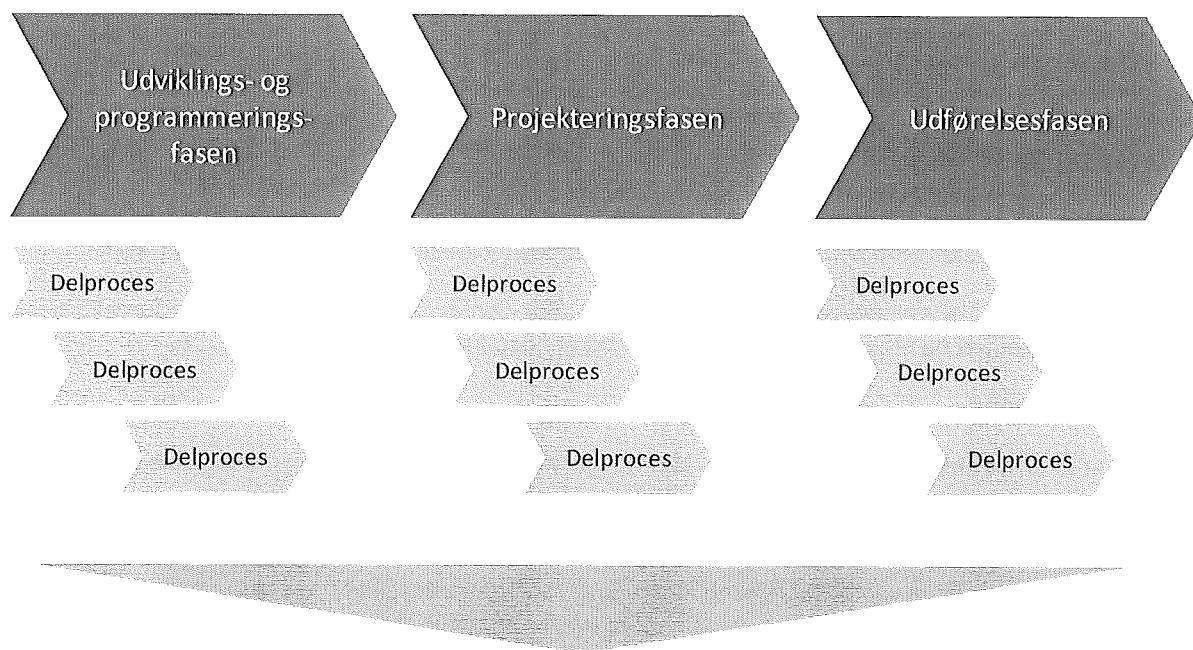 Udviklings- og
programmerings-
fasen
Projekteringsfasen
Udførelsesfasen
Delproces
Delproces
Delproces
Delproces
Delproces
Delproces
Delproces
Delproces
Delproces